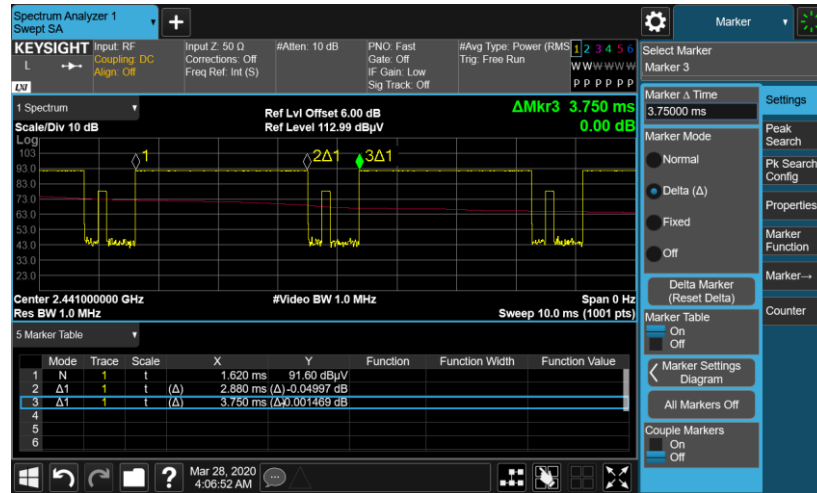 Spectrum Analyzer 1
Swept SA
Marker
KEYSIGHT
L
LXI
Input: RF
Coupling: DC
Align: Off
Input Z: 50 Ω
Corrections: Off
Freq Ref: Int (S)
#Atten: 10 dB
PNO: Fast
Gate: Off
IF Gain: Low
Sig Track: Off
#Avg Type: Power (RMS
Trig: Free Run
1 2 3 4 5 6
W W W W W W
P P P P P P
Select Marker
Marker 3
1 Spectrum
Scale/Div 10 dB
Ref Lvl Offset 6.00 dB
Ref Level 112.99 dBµV
ΔMkr3 3.750 ms
0.00 dB
Log
103
93.0
83.0
73.0
63.0
53.0
43.0
33.0
23.0
1
2Δ1
3Δ1
Center 2.441000000 GHz
Res BW 1.0 MHz
#Video BW 1.0 MHz
Span 0 Hz
Sweep 10.0 ms (1001 pts)
5 Marker Table
Mode Trace Scale X Y Function Function Width Function Value
1 N 1 t 1.620 ms 91.60 dBµV
2 Δ1 1 t (Δ) 2.880 ms (Δ) -0.04997 dB
3 Δ1 1 t (Δ) 3.750 ms (Δ) 0.001469 dB
4
5
6
Marker Δ Time
3.75000 ms
Marker Mode
Normal
Delta (Δ)
Fixed
Off
Delta Marker
(Reset Delta)
Marker Table
On
Off
Marker Settings
Diagram
All Markers Off
Couple Markers
On
Off
Settings
Peak
Search
Pk Search
Config
Properties
Marker
Function
Marker→
Counter
?
Mar 28, 2020
4:06:52 AM